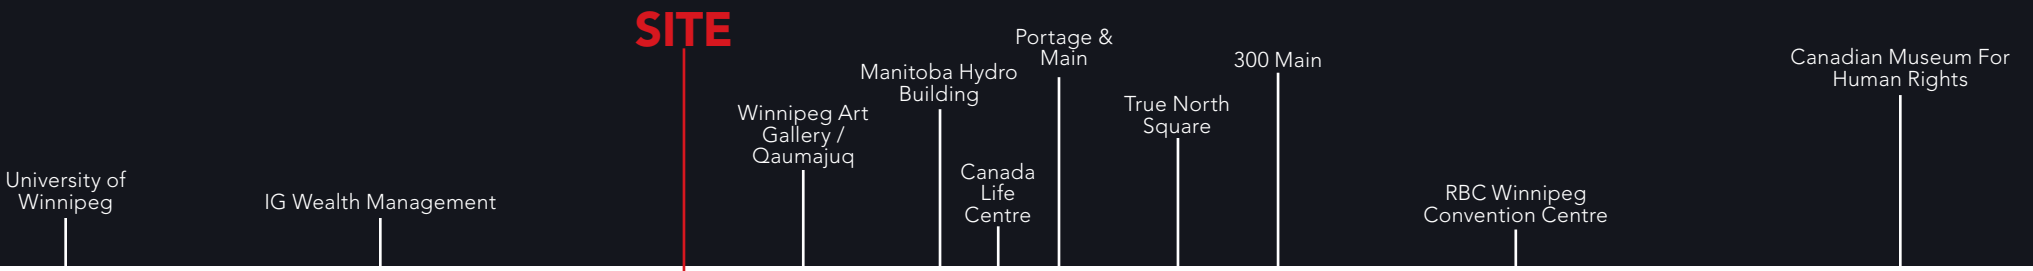 University of
Winnipeg
IG Wealth Management
SITE
Winnipeg Art
Gallery /
Qaumajuq
Manitoba Hydro
Building
Canada
Life
Centre
Portage &
Main
True North
Square
300 Main
RBC Winnipeg
Convention Centre
Canadian Museum For
Human Rights